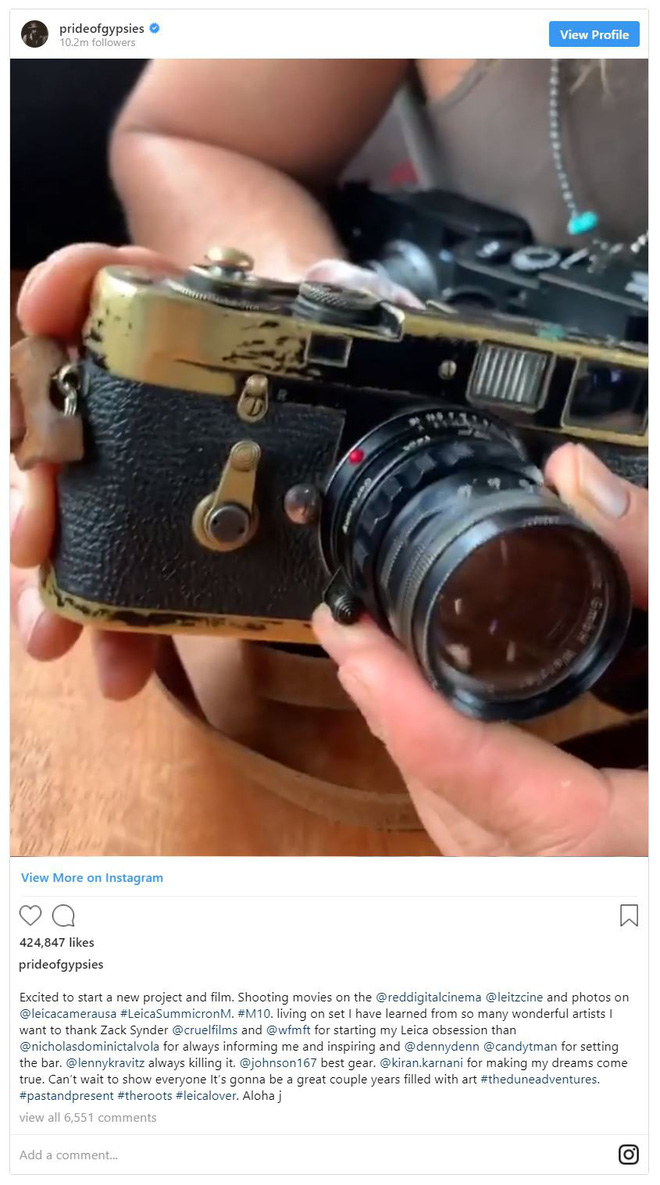 prideofgypsies
10.2m followers
View Profile
View More on Instagram
424,847 likes
prideofgypsies
Excited to start a new project and film. Shooting movies on the @reddigitalcinema @leitzcine and photos on
@leicacamerausa #LeicaSummicronM. #M10. living on set I have learned from so many wonderful artists I
want to thank Zack Synder @cruelfilms and @wfmft for starting my Leica obsession than
@nicholasdominictalvola for always informing me and inspiring and @dennydenn @candytman for setting
the bar. @lennykravitz always killing it. @johnson167 best gear. @kiran.karnani for making my dreams come
true. Can’t wait to show everyone It’s gonna be a great couple years filled with art #theduneadventures.
#pastandpresent #theroots #leicalover. Aloha j
view all 6,551 comments
Add a comment...